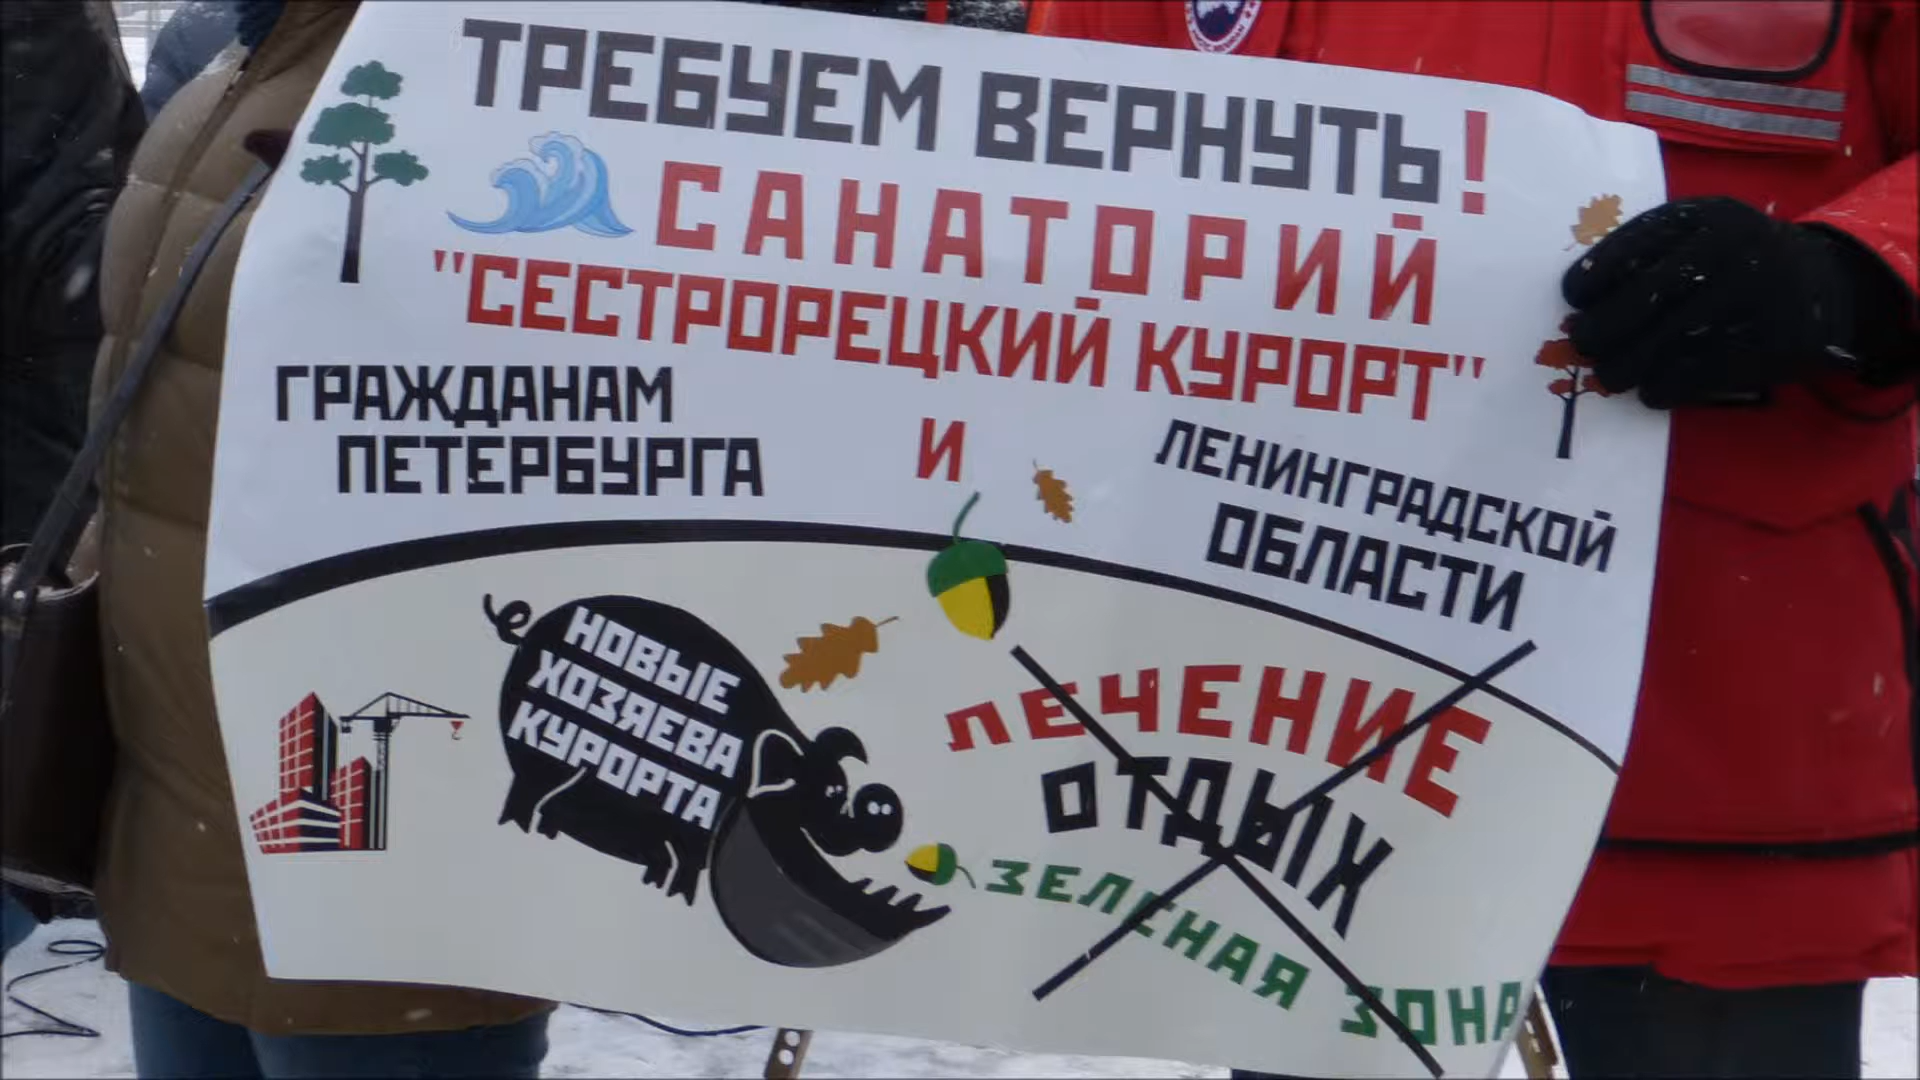 ТРЕБУЕМ ВЕРНУТЬ!
САНАТОРИЙ
"СЕСТРОРЕЦКИЙ КУРОРТ"
ГРАЖДАНАМ
ПЕТЕРБУРГА
И
ЛЕНИНГРАДСКОЙ
ОБЛАСТИ
НОВЫЕ
ХОЗЯЕВА
КУРОРТА
ЛЕЧЕНИЕ
ОТДЫХ
ЗЕЛЕНАЯ ЗОНА